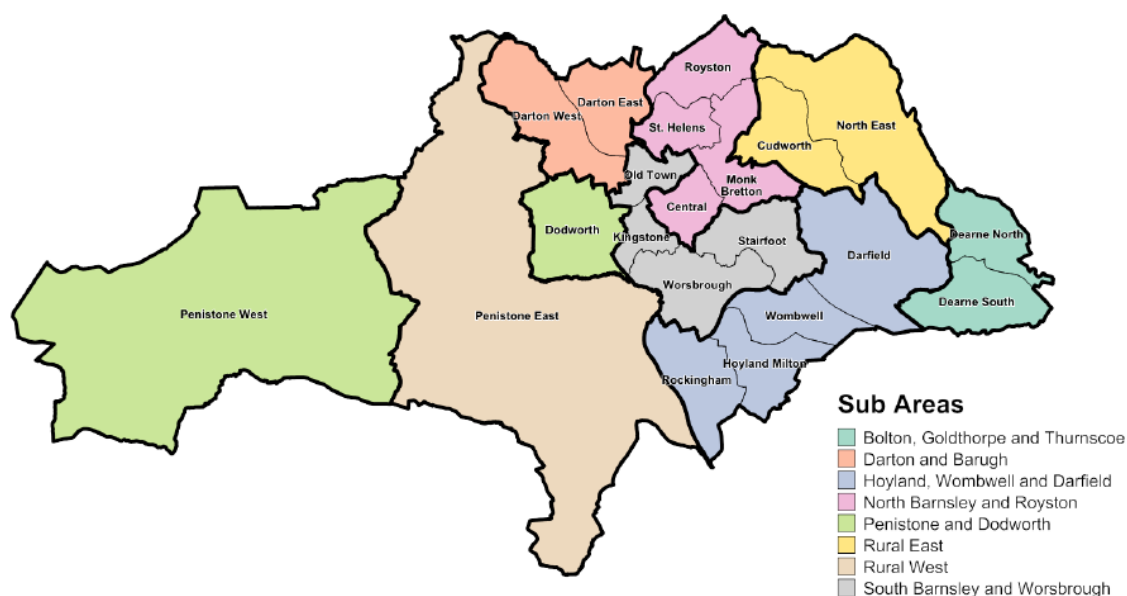 Royston
Darton East
Darton West
St. Helens
North East
Cudworth
Old Town
Monk
Bretton
Central
Dodworth
Kingstone
Stairfoot
Dearne North
Darfield
Worsbrough
Dearne South
Penistone West
Penistone East
Wombwell
Hoyland Milton
Rockingham
Sub Areas
Bolton, Goldthorpe and Thurnscoe
Darton and Barugh
Hoyland, Wombwell and Darfield
North Barnsley and Royston
Penistone and Dodworth
Rural East
Rural West
South Barnsley and Worsbrough